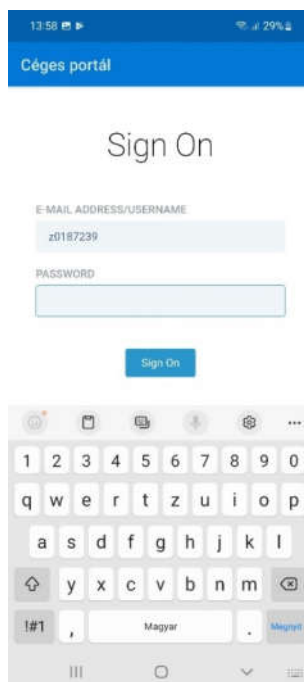 13:58 29%
Céges portál
Sign On
E-MAIL ADDRESS/USERNAME
z0187239
PASSWORD
Sign On
1 2 3 4 5 6 7 8 9 0
q w e r t z u i o p
a s d f g h j k l
y x c v b n m
!#1 , Magyar . Megnyit